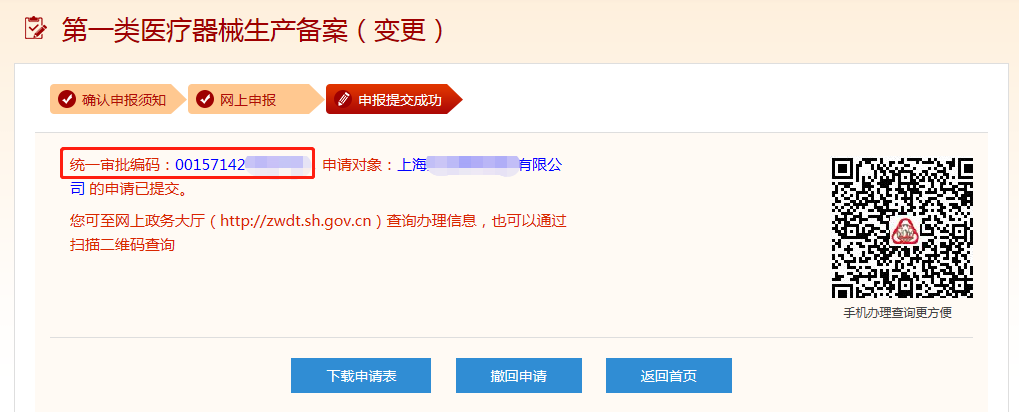 第一类医疗器械生产备案（变更）
确认申报须知
网上申报
申报提交成功
统一审批编码：00157142 申请对象：上海 有限公
司 的申请已提交。
您可至网上政务大厅（http://zwdt.sh.gov.cn）查询办理信息，也可以通过
扫描二维码查询
手机办理查询更方便
下载申请表
撤回申请
返回首页